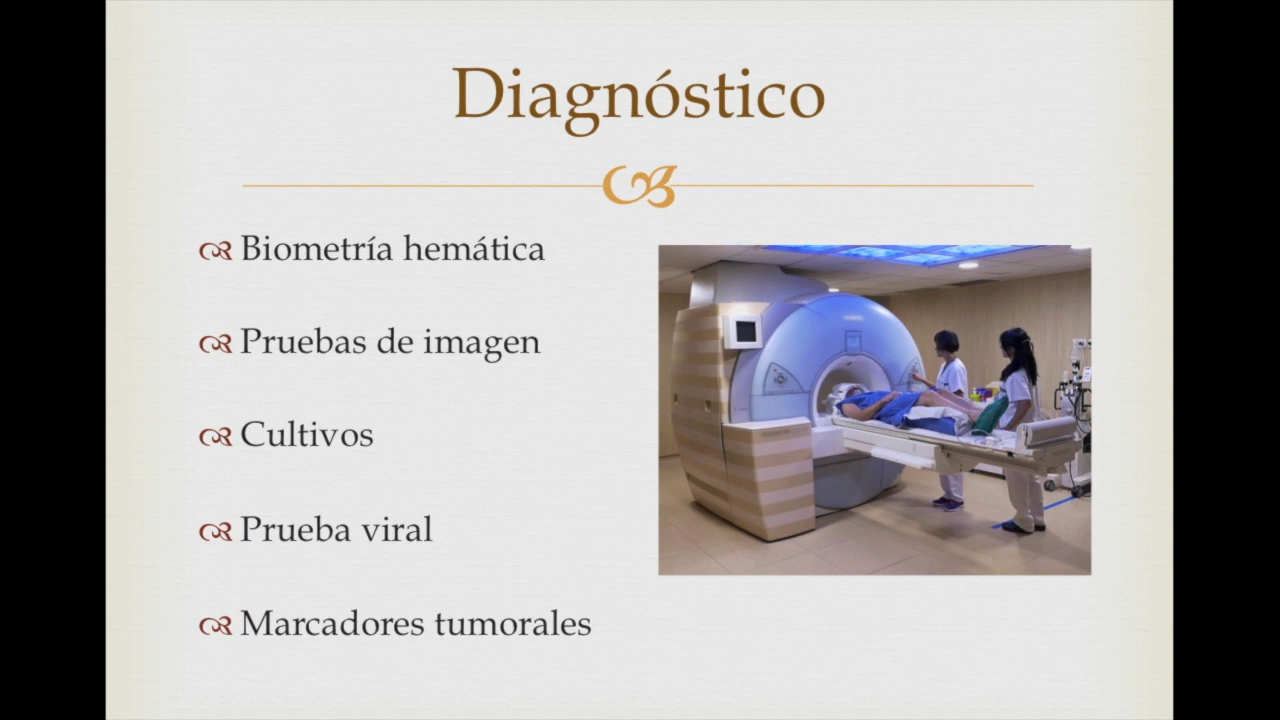 Diagnóstico
Biometría hemática
Pruebas de imagen
Cultivos
Prueba viral
Marcadores tumorales